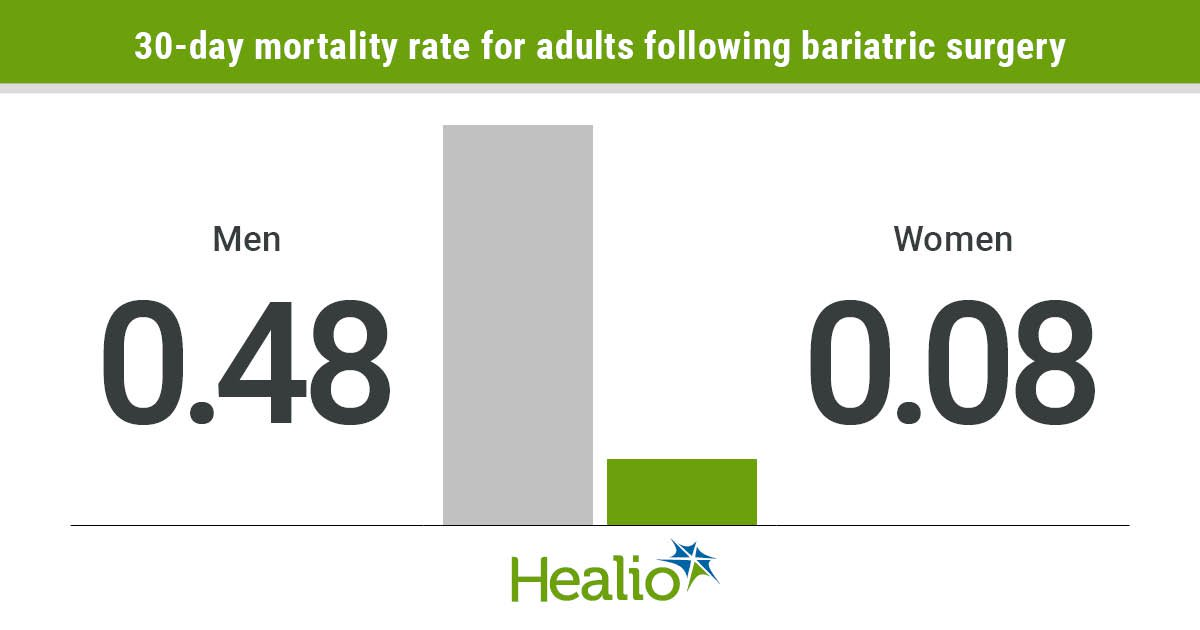 30-day mortality rate for adults following bariatric surgery
Men
0.48
Women
0.08
Healio